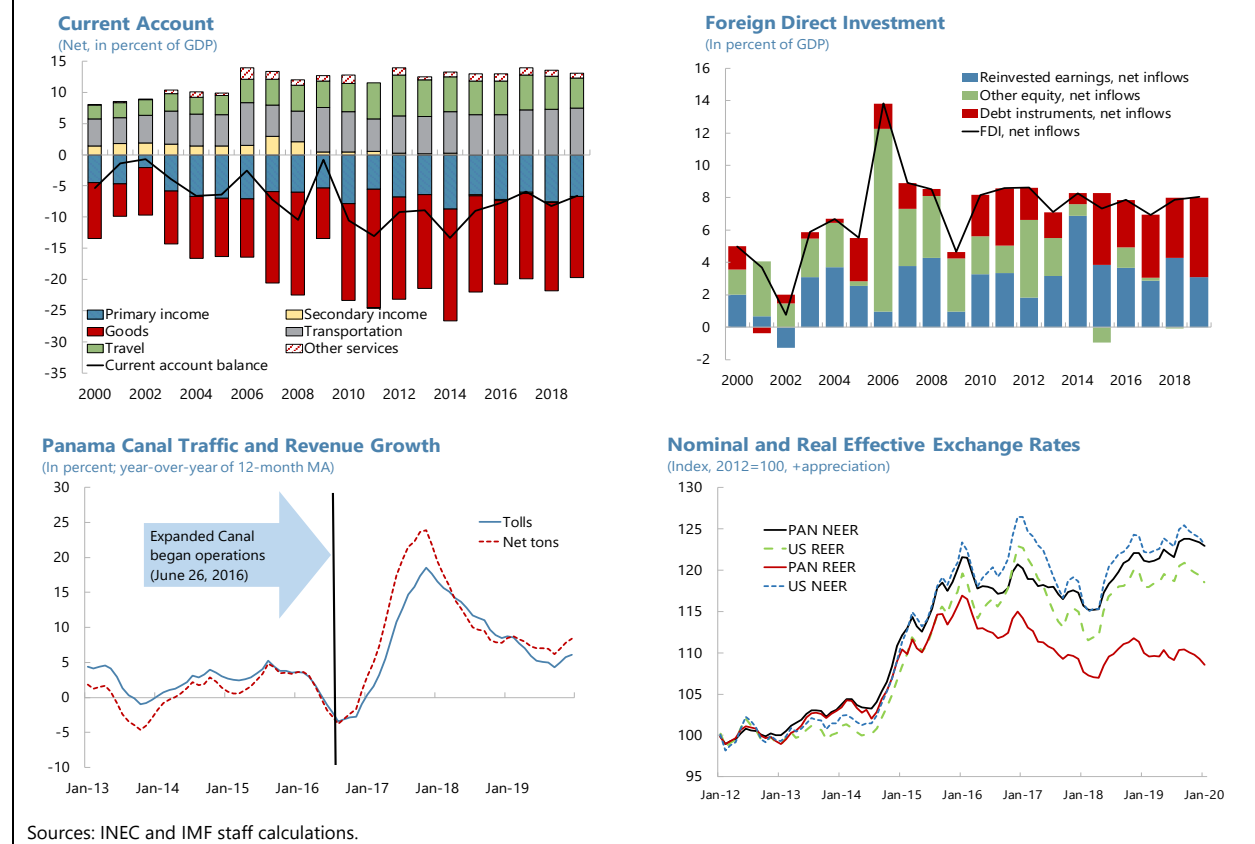 Current Account
(Net, in percent of GDP)
15
10
5
0
-5
-10
-15
-20
-25
-30
-35
Primary income
Secondary income
Goods
Transportation
Travel
Other services
Current account balance
2000 2002 2004 2006 2008 2010 2012 2014 2016 2018
Foreign Direct Investment
(In percent of GDP)
16
14
12
10
8
6
4
2
0
-2
Reinvested earnings, net inflows
Other equity, net inflows
Debt instruments, net inflows
FDI, net inflows
2000 2002 2004 2006 2008 2010 2012 2014 2016 2018
Panama Canal Traffic and Revenue Growth
(In percent; year-over-year of 12-month MA)
30
25
20
15
10
5
0
-5
-10
Expanded Canal
began operations
(June 26, 2016)
Tolls
Net tons
Jan-13 Jan-14 Jan-15 Jan-16 Jan-17 Jan-18 Jan-19
Nominal and Real Effective Exchange Rates
(Index, 2012=100, +appreciation)
130
125
120
115
110
105
100
95
PAN NEER
US REER
PAN REER
US NEER
Jan-12 Jan-13 Jan-14 Jan-15 Jan-16 Jan-17 Jan-18 Jan-19 Jan-20
Sources: INEC and IMF staff calculations.